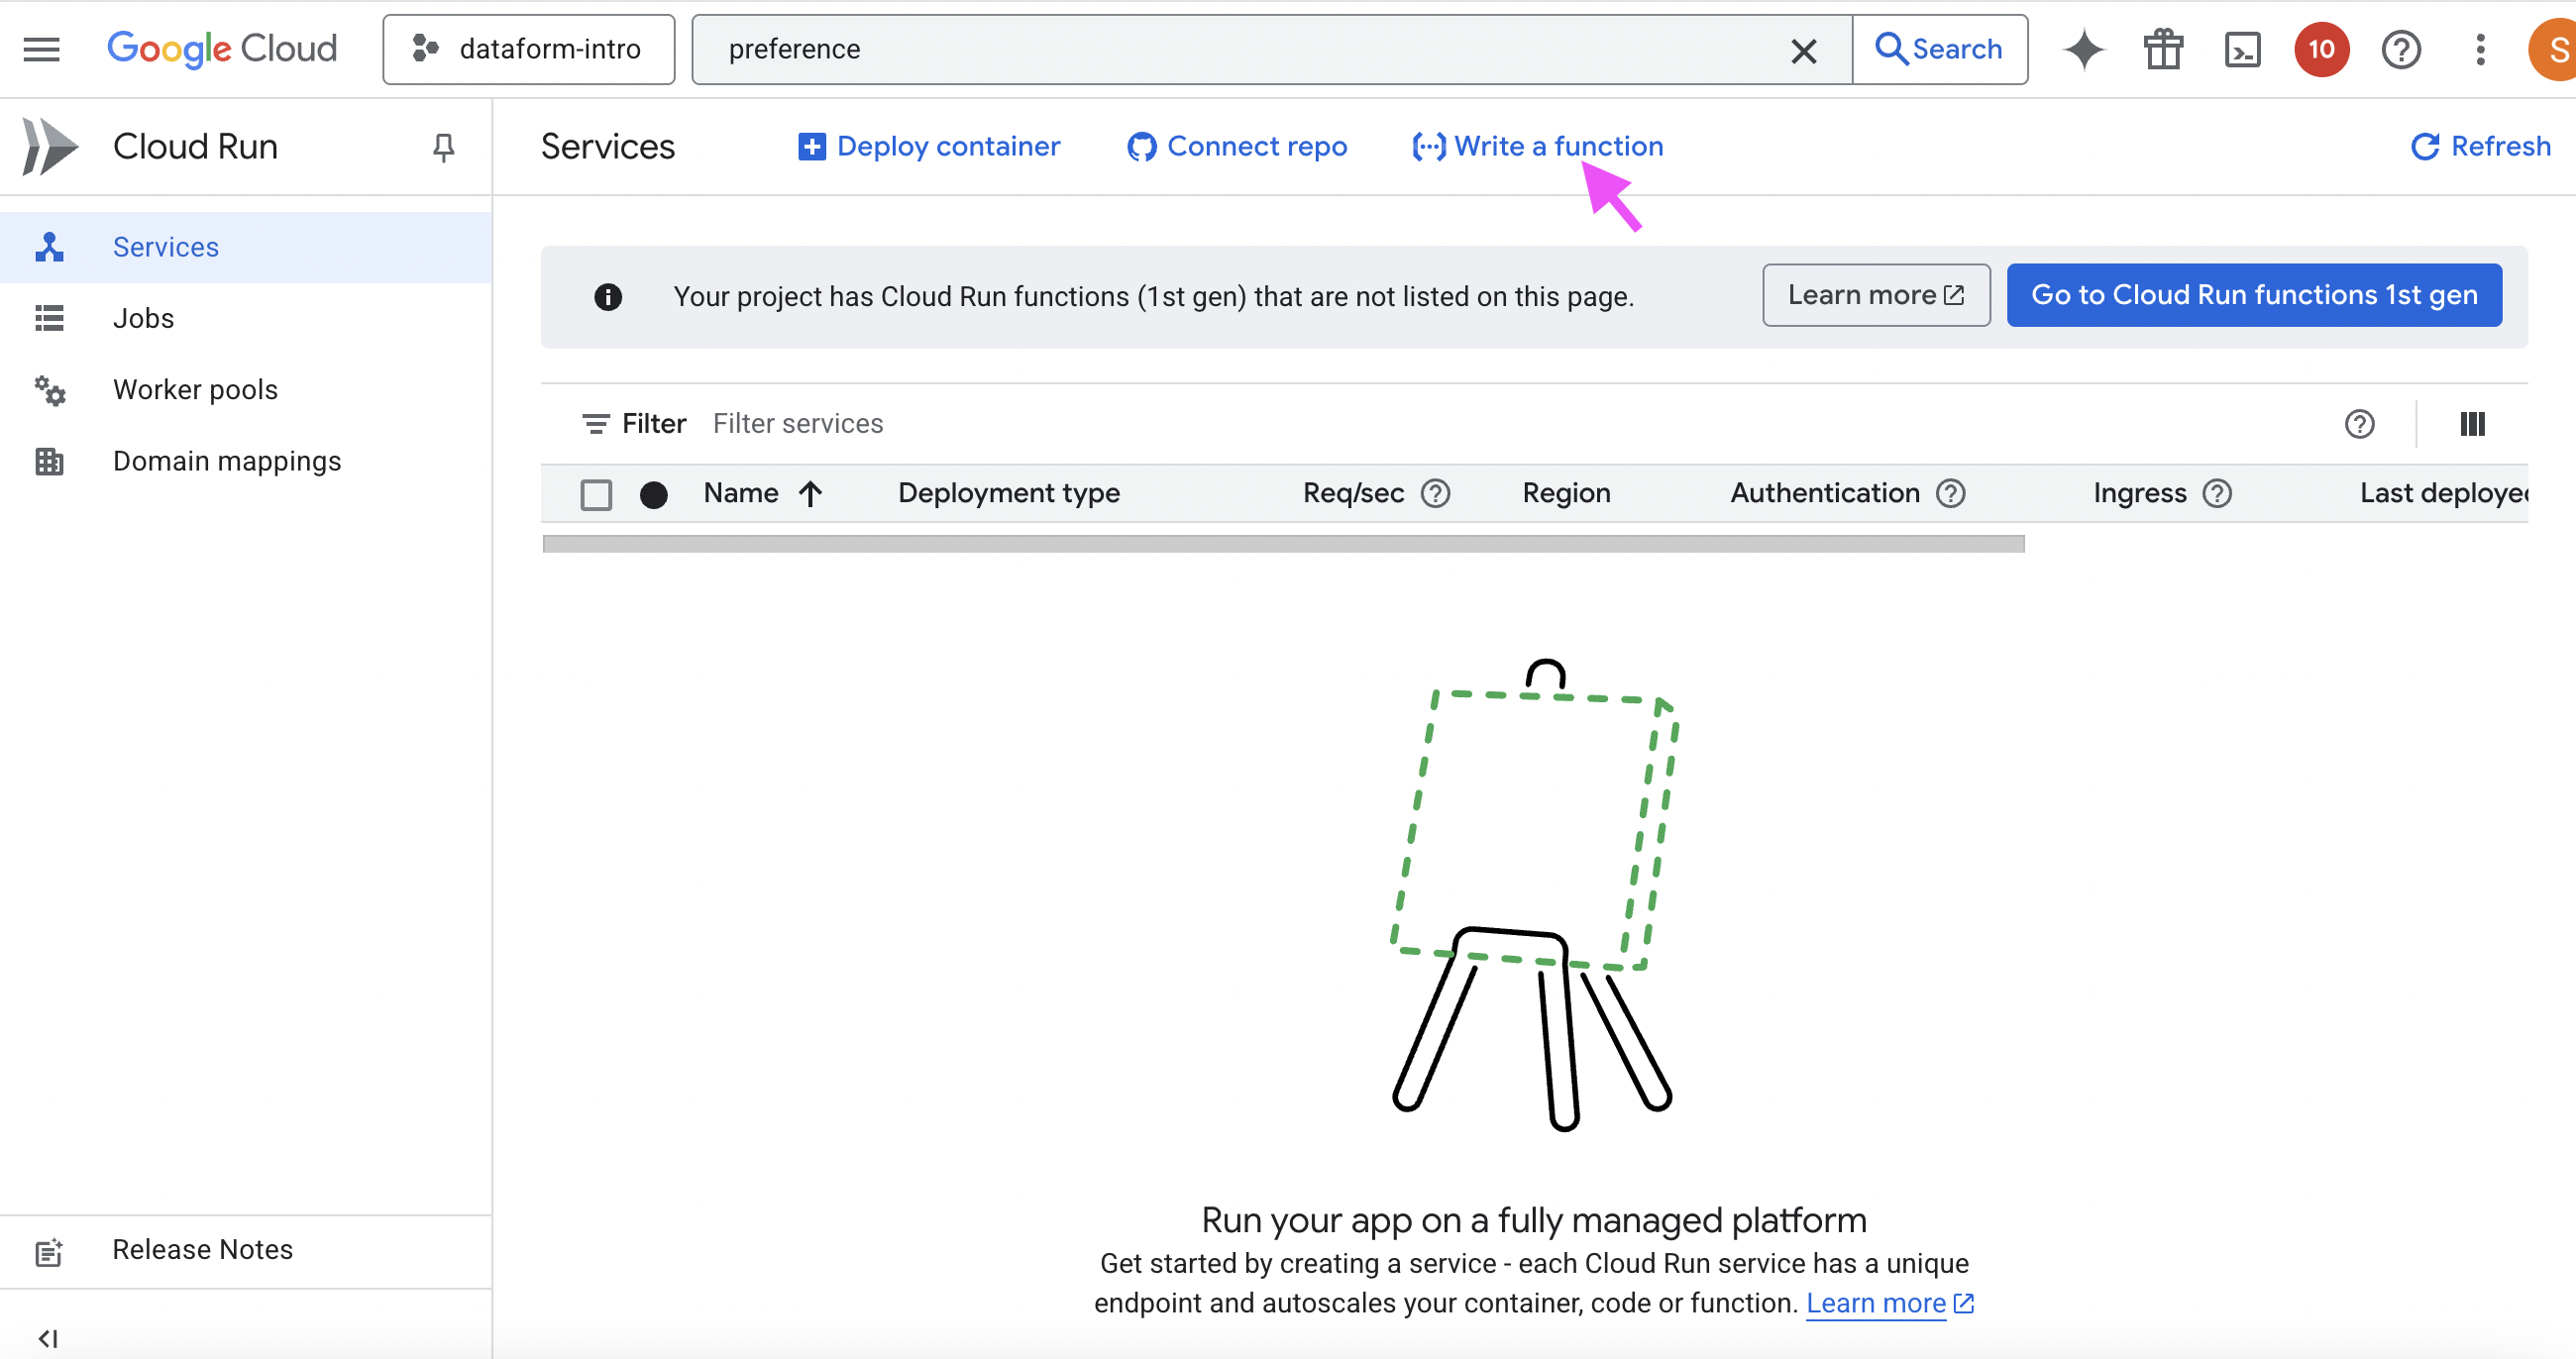 Google Cloud
dataform-intro
preference
Search
10
S
Cloud Run
Services
Deploy container
Connect repo
Write a function
Refresh
Services
Jobs
Worker pools
Domain mappings
Your project has Cloud Run functions (1st gen) that are not listed on this page.
Learn more
Go to Cloud Run functions 1st gen
Filter
Filter services
Name
Deployment type
Req/sec
Region
Authentication
Ingress
Last deployed
Run your app on a fully managed platform
Get started by creating a service - each Cloud Run service has a unique
endpoint and autoscales your container, code or function. Learn more
Release Notes